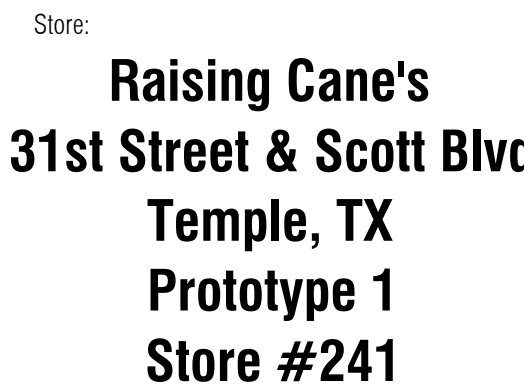 Store:
Raising Cane's
31st Street & Scott Blvd
Temple, TX
Prototype 1
Store #241